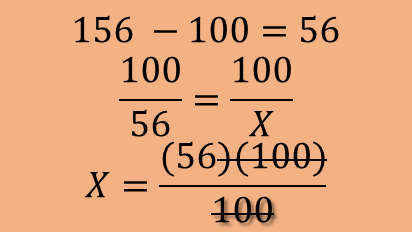 156 − 100 = 56
100/56 = 100/X
X = (56)(100)/100